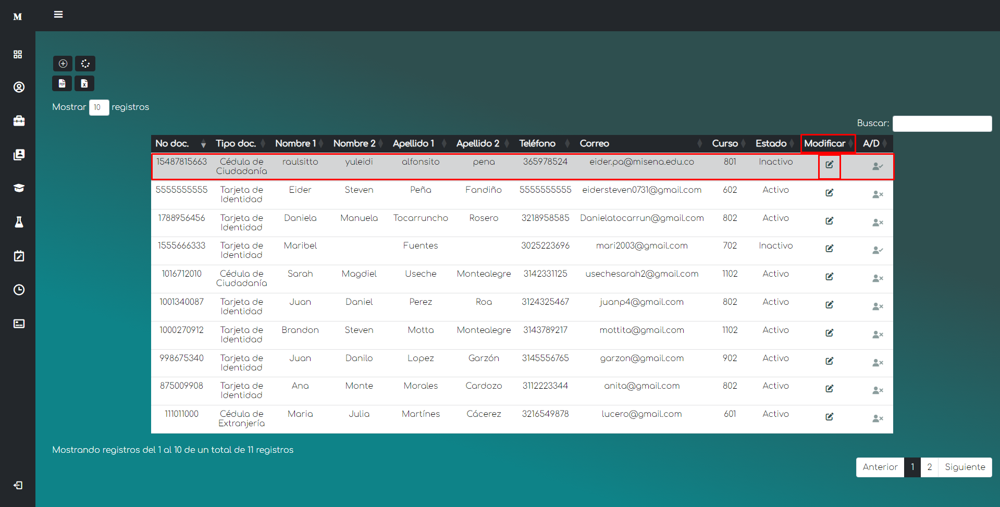 M
PDF
X
Mostrar 10 registros
Buscar:
No doc. Tipo doc. Nombre 1 Nombre 2 Apellido 1 Apellido 2 Teléfono Correo Curso Estado Modificar A/D
15487815663 Cédula de Ciudadanía raulsitto yuleidi alfonsito pena 365978524 eider.pa@misena.edu.co 801 Inactivo
5555555555 Tarjeta de Identidad Eider Steven Peña Fandiño 5555555555 eidersteven0731@gmail.com 602 Activo
1788956456 Tarjeta de Identidad Daniela Manuela Tocarruncho Rosero 3218958585 Danielatocarrun@gmail.com 802 Activo
1555666333 Tarjeta de Identidad Maribel Fuentes 3025223696 mari2003@gmail.com 702 Inactivo
1016712010 Cédula de Ciudadanía Sarah Magdiel Useche Montealegre 3142331125 usechesarah2@gmail.com 1102 Activo
1001340087 Tarjeta de Identidad Juan Daniel Perez Roa 3124325467 juanp4@gmail.com 802 Activo
1000270912 Tarjeta de Identidad Brandon Steven Motta Montealegre 3143789217 mottita@gmail.com 1102 Activo
998675340 Tarjeta de Identidad Juan Danilo Lopez Garzón 3145556765 garzon@gmail.com 902 Activo
875009908 Tarjeta de Identidad Ana Monte Morales Cardozo 3112223344 anita@gmail.com 802 Activo
111011000 Cédula de Extranjería Maria Julia Martínes Cácerez 3216549878 lucero@gmail.com 601 Activo
Mostrando registros del 1 al 10 de un total de 11 registros
Anterior 1 2 Siguiente